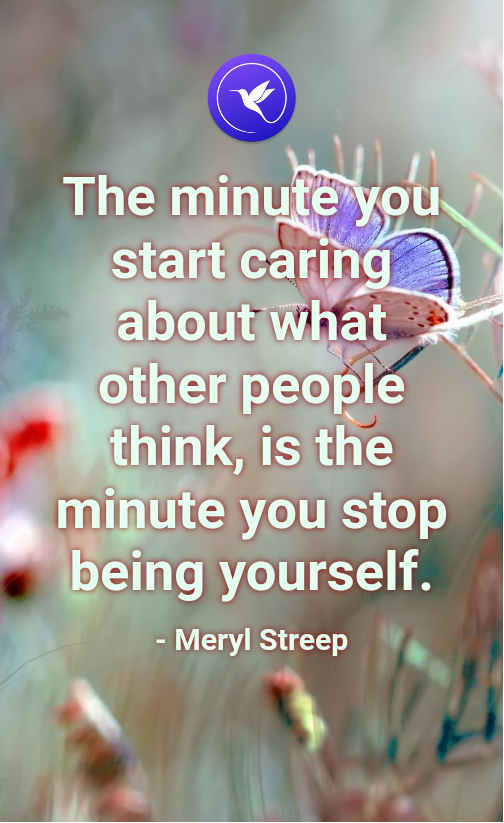 The minute you
start caring
about what
other people
think, is the
minute you stop
being yourself.
- Meryl Streep